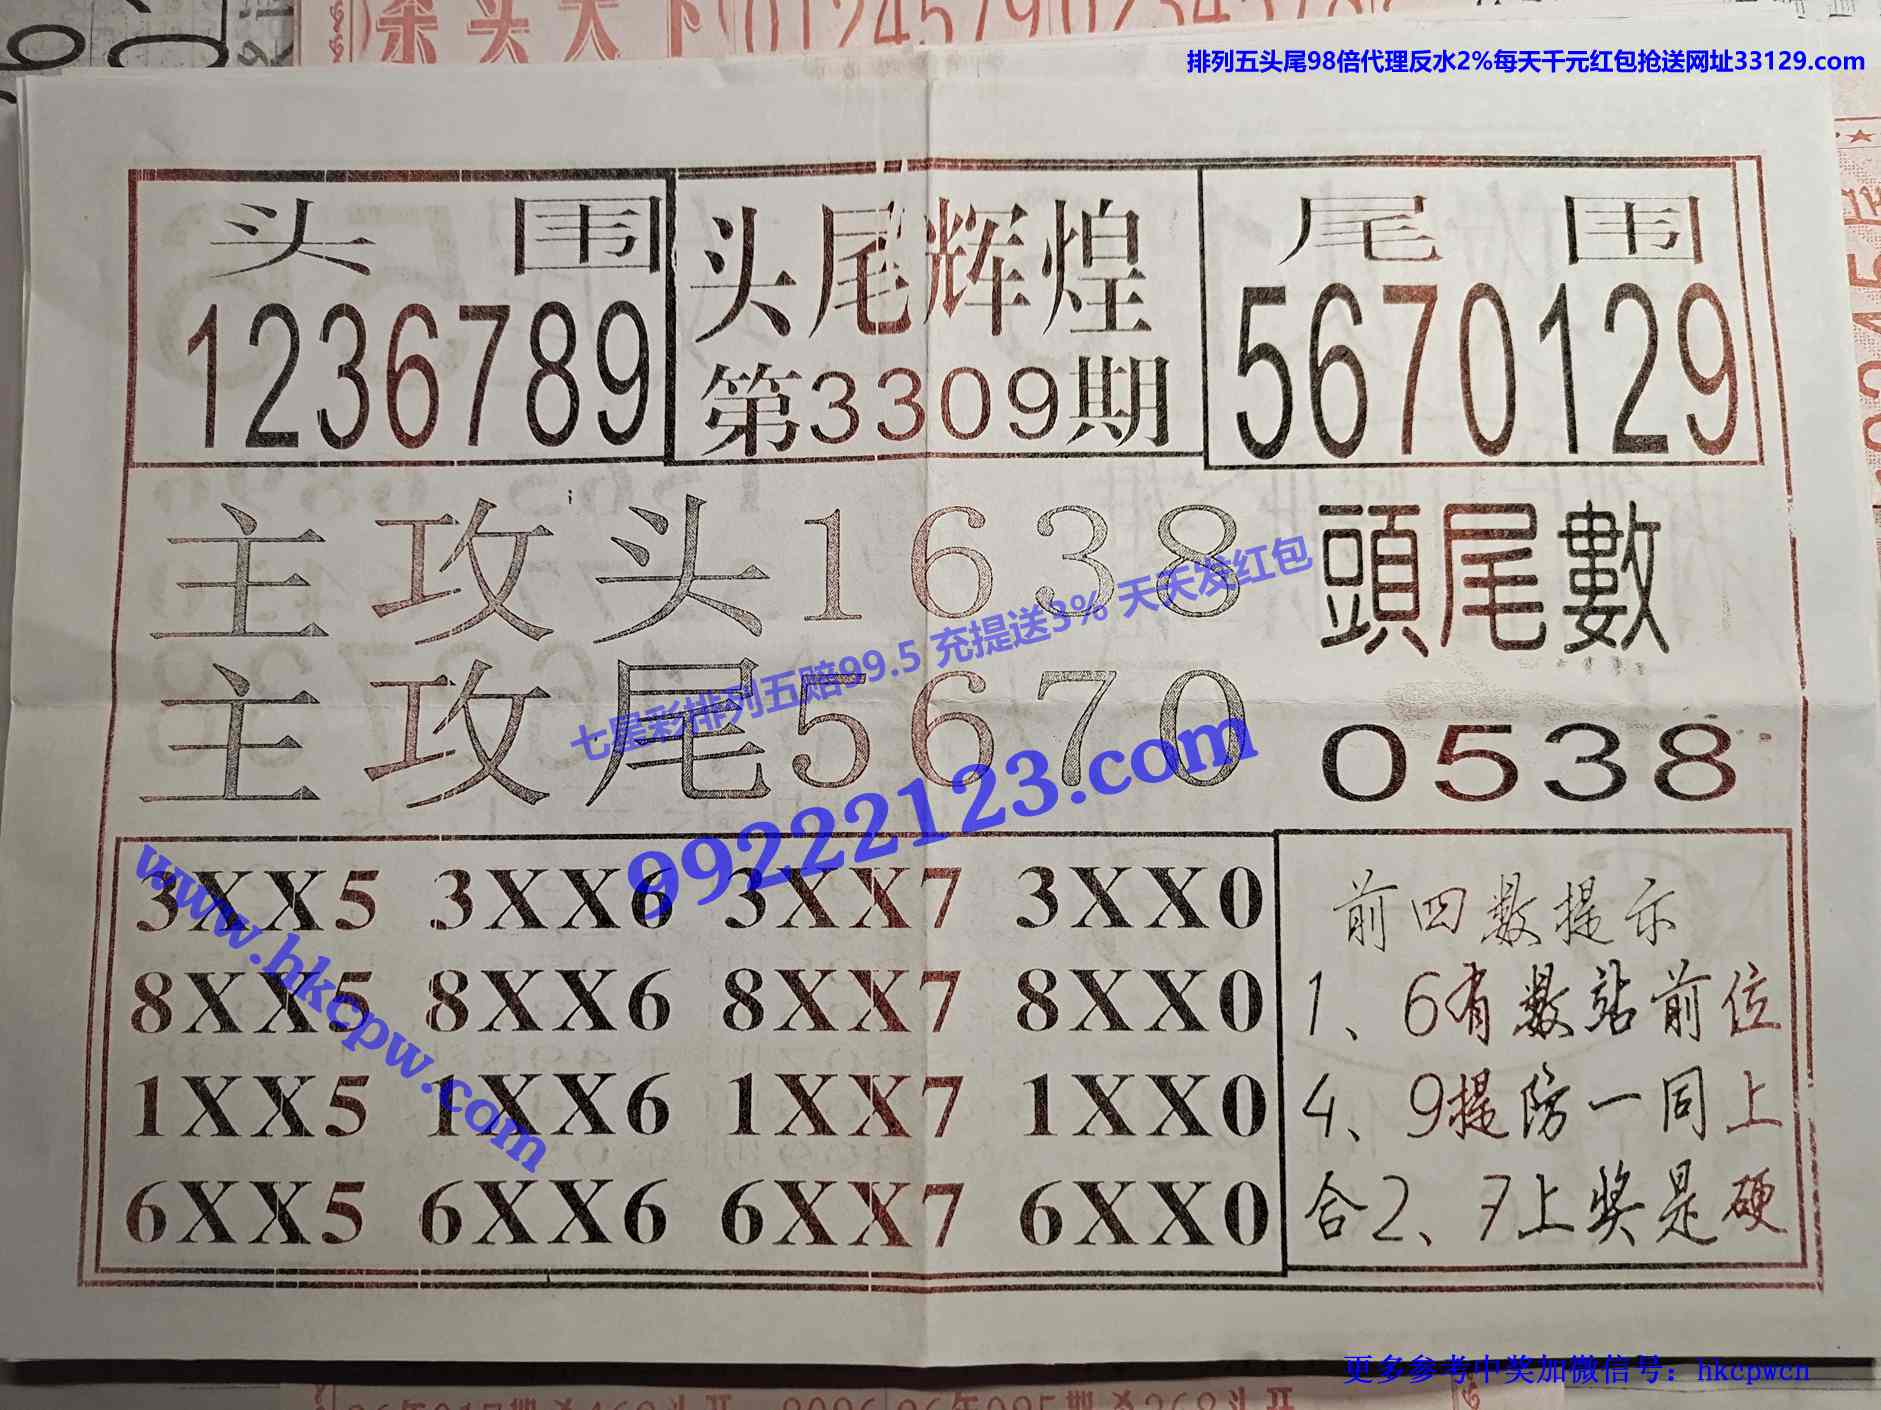 杀头天下
排列五头尾98倍代理反水2%每天千元红包抢送网址33129.com
头围
1236789
头尾辉煌
第3309期
尾围
5670129
主攻头1638
主攻尾5670
頭尾數
0538
七星彩排列五赔99.5 充提送3% 天天发红包
99222123.com
www.hkcpw.com
3XX5 3XX6 3XX7 3XX0
8XX5 8XX6 8XX7 8XX0
1XX5 1XX6 1XX7 1XX0
6XX5 6XX6 6XX7 6XX0
前四数提示
1、6有数站前位
4、9提防一同上
合2、7上奖是硬
更多参考中奖加微信号：hkcpwcn